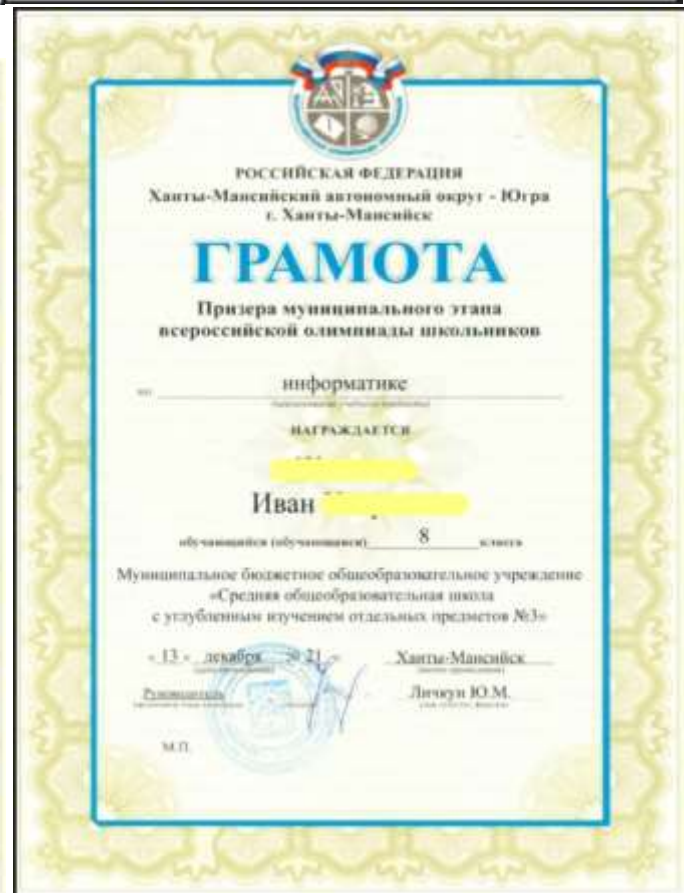 РОССИЙСКАЯ ФЕДЕРАЦИЯ
Ханты-Мансийский автономный округ - Югра
г. Ханты-Мансийск
ГРАМОТА
Призера муниципального этапа
всероссийской олимпиады школьников
по информатике
НАГРАЖДАЕТСЯ
Иван
обучающийся (обучающаяся) 8 класса
Муниципальное бюджетное общеобразовательное учреждение
«Средняя общеобразовательная школа
с углубленным изучением отдельных предметов №3»
« 13 » декабря 21 Ханты-Мансийск
Руководитель Личкун Ю.М.
М.П.